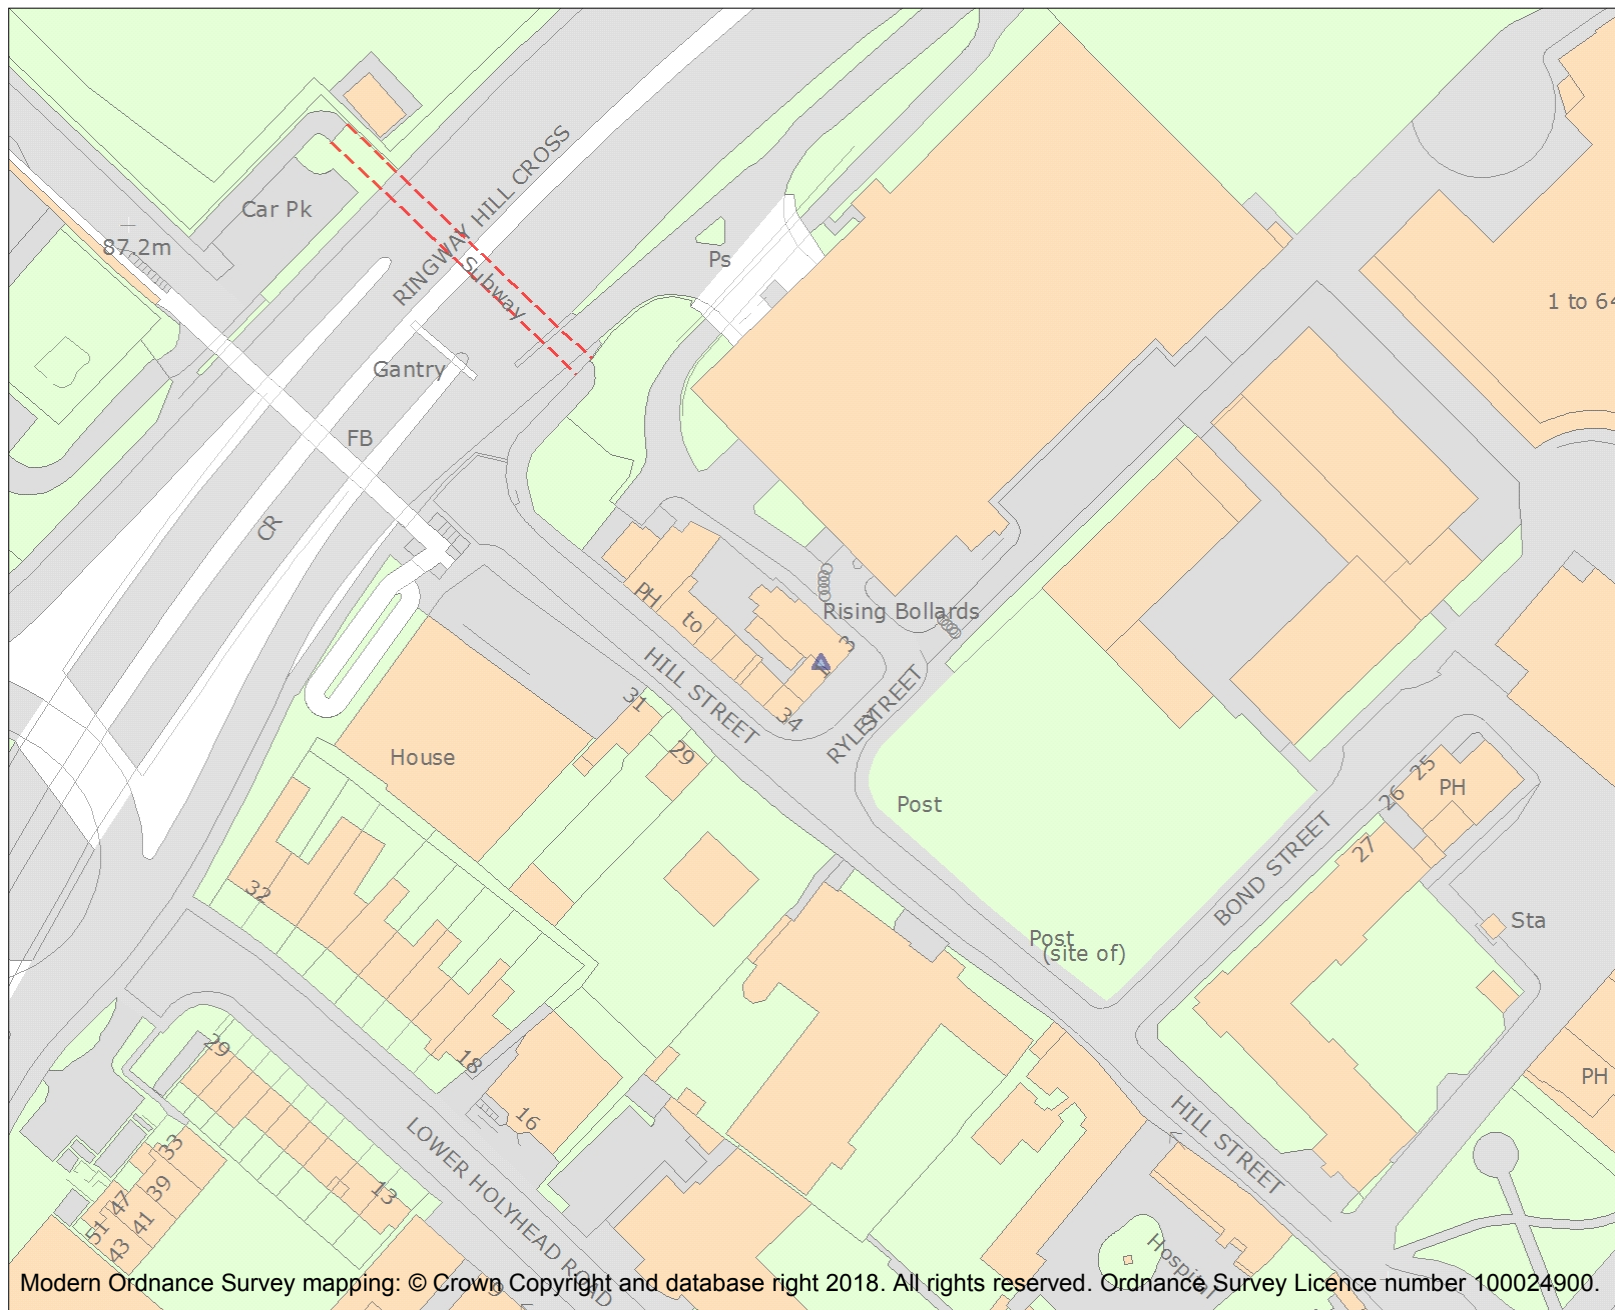 RINGWAY HILL CROSS
Car Pk
87.2m
Subway
Ps
Gantry
FB
CR
1 to 64
PH
to
Rising Bollards
3
HILL STREET
34
RYLEY STREET
31
29
House
Post
32
25
26
PH
27
BOND STREET
Post
(site of)
Sta
29
18
16
LOWER HOLYHEAD ROAD
HILL STREET
PH
33
39
47
41
51
43
13
9
Hospital
Modern Ordnance Survey mapping: © Crown Copyright and database right 2018. All rights reserved. Ordnance Survey Licence number 100024900.